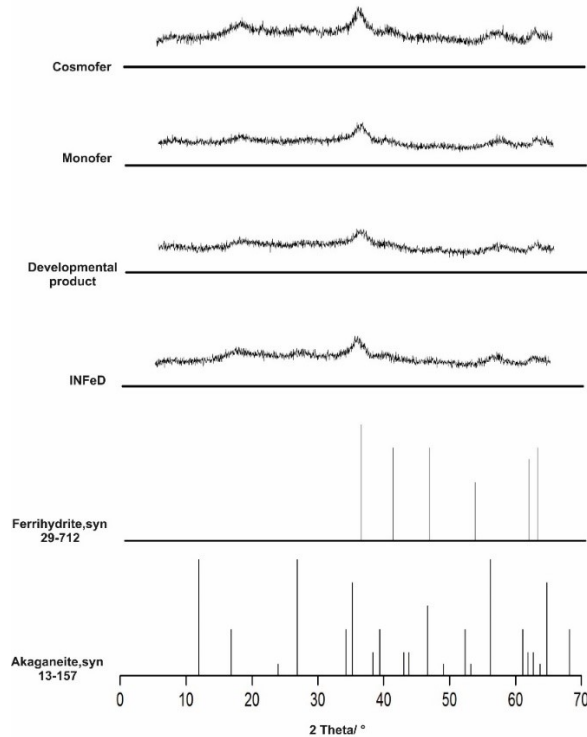 Cosmofer
Monofer
Developmental
product
INFeD
Ferrihydrite,syn
29-712
Akaganeite,syn
13-157
0 10 20 30 40 50 60 70
2 Theta/ °